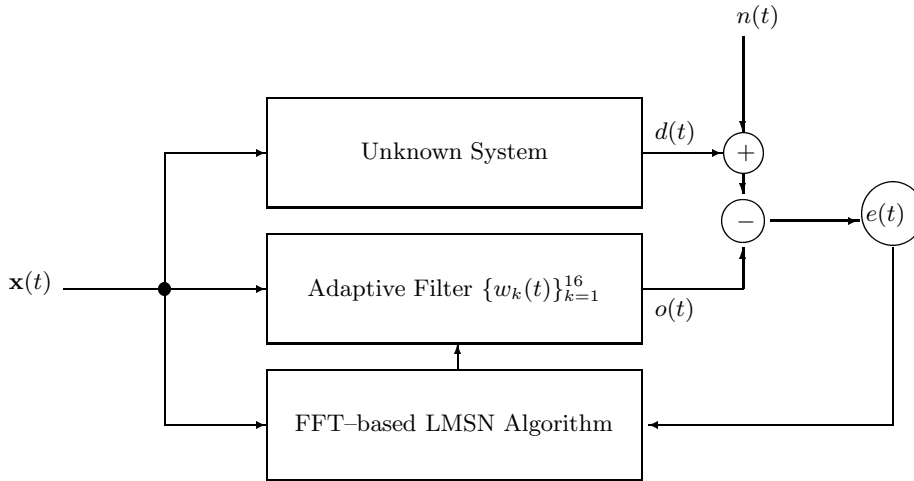 n(t)
Unknown System
d(t)
+
−
e(t)
x(t)
Adaptive Filter {w_k(t)}_{k=1}^{16}
o(t)
FFT–based LMSN Algorithm